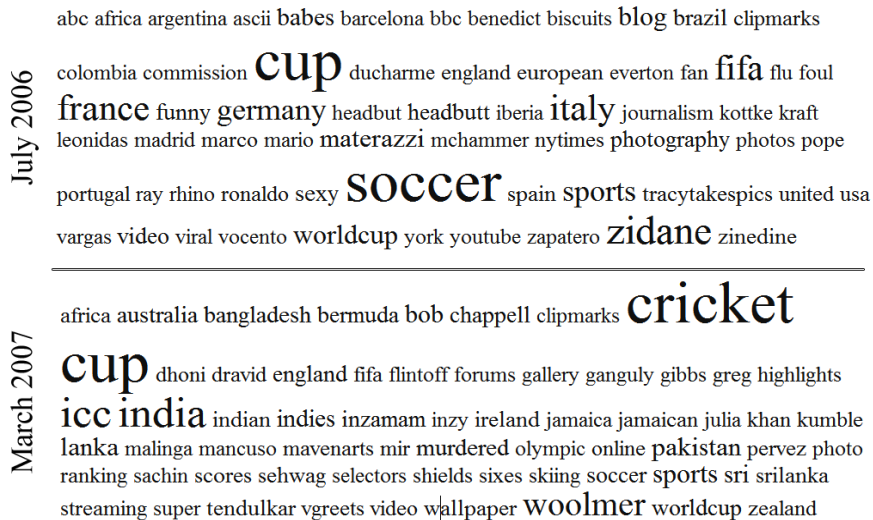 July 2006
abc africa argentina ascii babes barcelona bbc benedict biscuits blog brazil clipmarks
colombia commission cup ducharme england european everton fan fifa flu foul
france funny germany headbut headbutt iberia italy journalism kottke kraft
leonidas madrid marco mario materazzi mchammer nytimes photography photos pope
portugal ray rhino ronaldo sexy soccer spain sports tracytakespics united usa
vargas video viral vocento worldcup york youtube zapatero zidane zinedine
March 2007
africa australia bangladesh bermuda bob chappell clipmarks cricket
cup dhoni dravid england fifa flintoff forums gallery ganguly gibbs greg highlights
icc india indian indies inzamam inzy ireland jamaica jamaican julia khan kumble
lanka malinga mancuso mavenarts mir murdered olympic online pakistan pervez photo
ranking sachin scores sehwag selectors shields sixes skiing soccer sports sri srilanka
streaming super tendulkar vgreets video wallpaper woolmer worldcup zealand